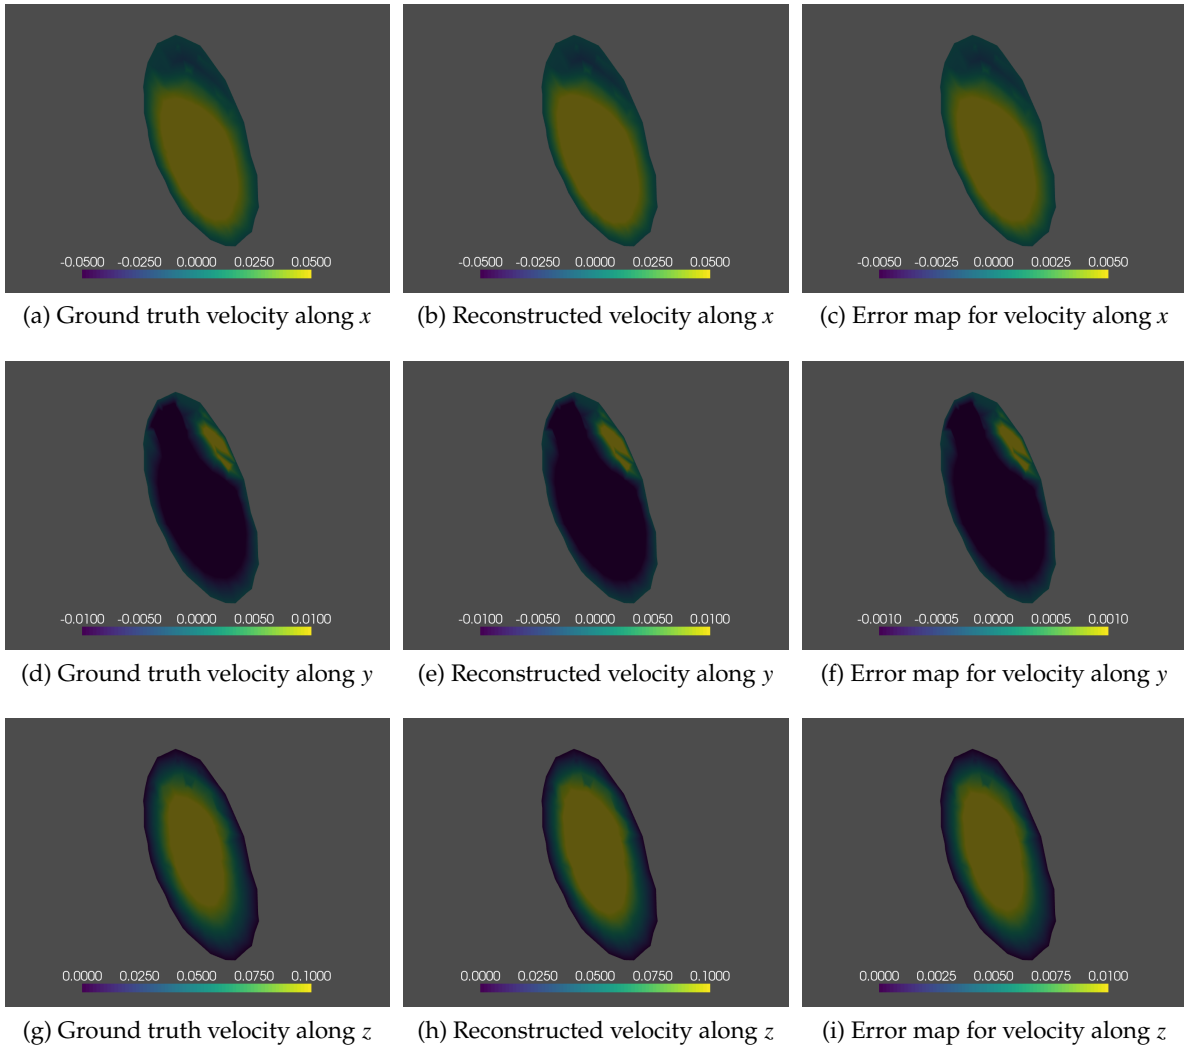 -0.0500 -0.0250 0.0000 0.0250 0.0500
-0.0500 -0.0250 0.0000 0.0250 0.0500
-0.005 -0.0025 0.0000 0.0025 0.0050
(a) Ground truth velocity along x
(b) Reconstructed velocity along x
(c) Error map for velocity along x
-0.0100 -0.0050 0.0000 0.0050 0.0100
-0.0100 -0.0050 0.0000 0.0050 0.0100
-0.0010 -0.0005 0.0000 0.0005 0.0010
(d) Ground truth velocity along y
(e) Reconstructed velocity along y
(f) Error map for velocity along y
0.0000 0.0250 0.0500 0.0750 0.1000
0.0000 0.0250 0.0500 0.0750 0.1000
0.0000 0.0025 0.0050 0.0075 0.0100
(g) Ground truth velocity along z
(h) Reconstructed velocity along z
(i) Error map for velocity along z